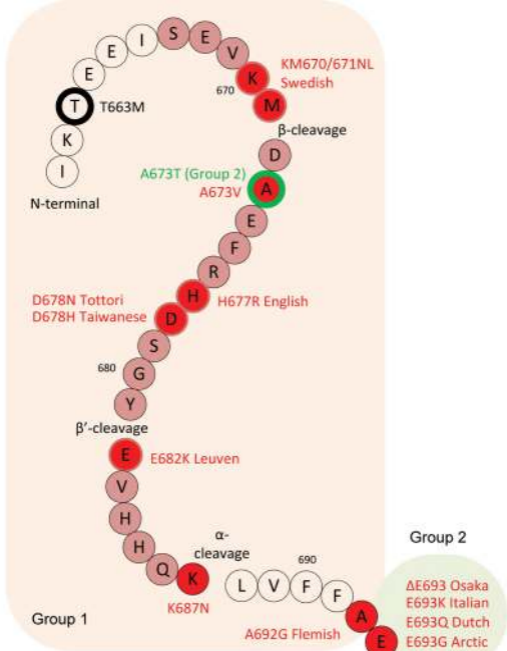 I S E V K M
E
E
T
K
I
T663M
N-terminal
670
KM670/671NL
Swedish
β-cleavage
D
A
E
F
R
H
D
S
G
Y
A673T (Group 2)
A673V
H677R English
D678N Tottori
D678H Taiwanese
680
β'-cleavage
E
V
H
H
Q
K
E682K Leuven
K687N
α-
cleavage
690
L V F F A E
A692G Flemish
Group 1
Group 2
ΔE693 Osaka
E693K Italian
E693Q Dutch
E693G Arctic